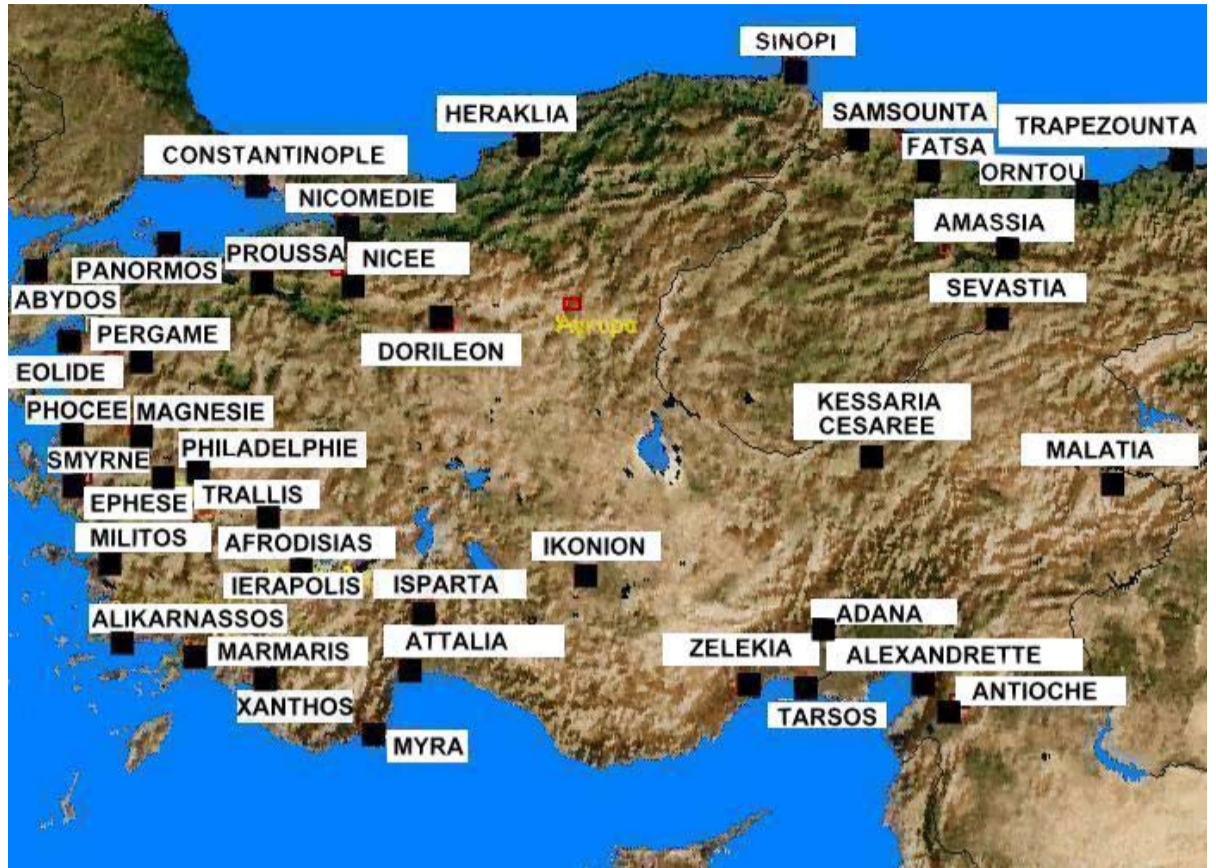 SINOPI
HERAKLIA
SAMSOUNTA
TRAPEZOUNTA
CONSTANTINOPLE
FATSA
ORNTOU
NICOMEDIE
AMASSIA
PROUSSA
NICEE
PANORMOS
ABYDOS
SEVASTIA
PERGAME
DORILEON
EOLIDE
KESSARIA
CESAREE
PHOCEE
MAGNESIE
PHILADELPHIE
MALATIA
SMYRNE
EPHESE
TRALLIS
MILITOS
AFRODISIAS
IKONION
IERAPOLIS
ISPARTA
ALIKARNASSOS
ADANA
MARMARIS
ATTALIA
ZELEKIA
ALEXANDRETTE
ANTIOCHE
XANTHOS
TARSOS
MYRA